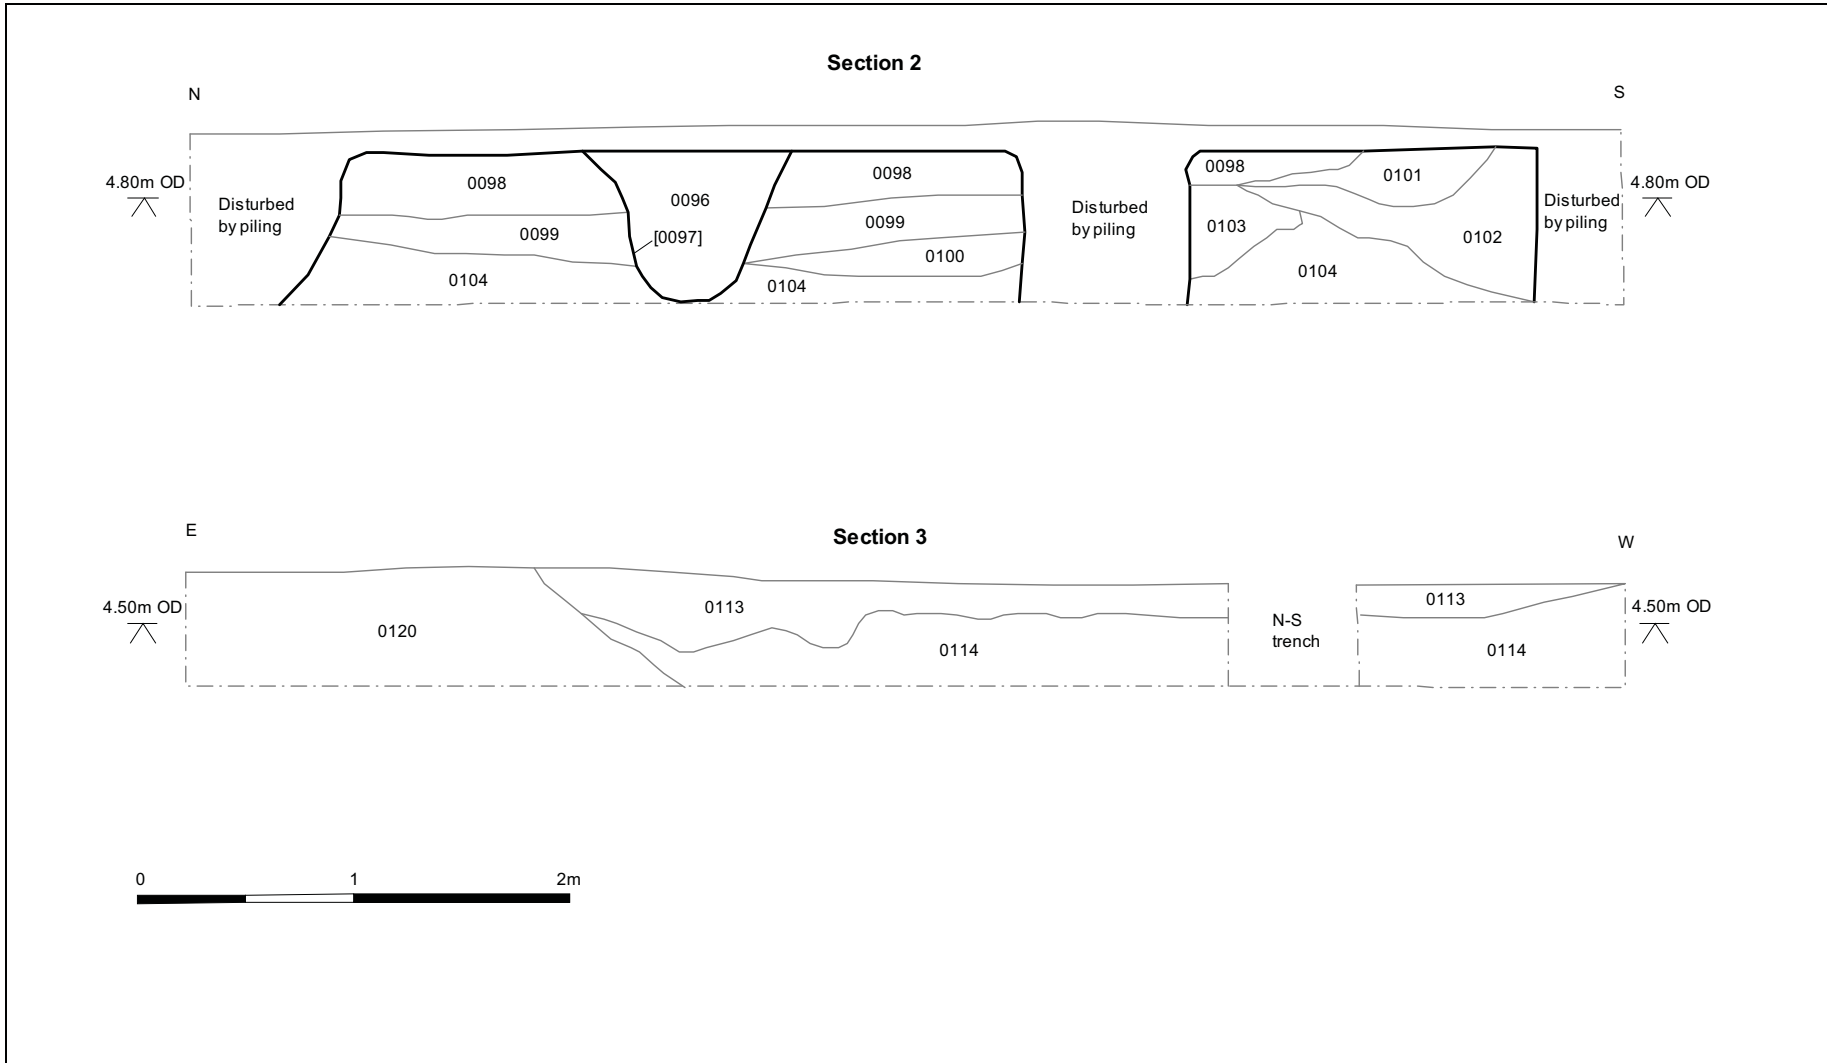 Section 2
N
S
4.80m OD
Disturbed
by piling
0098
0099
0104
0096
[0097]
0098
0099
0100
0104
Disturbed
by piling
0098
0101
0103
0102
0104
Disturbed
by piling
4.80m OD
Section 3
E
W
4.50m OD
0120
0113
0114
N-S
trench
0113
0114
4.50m OD
0
1
2m